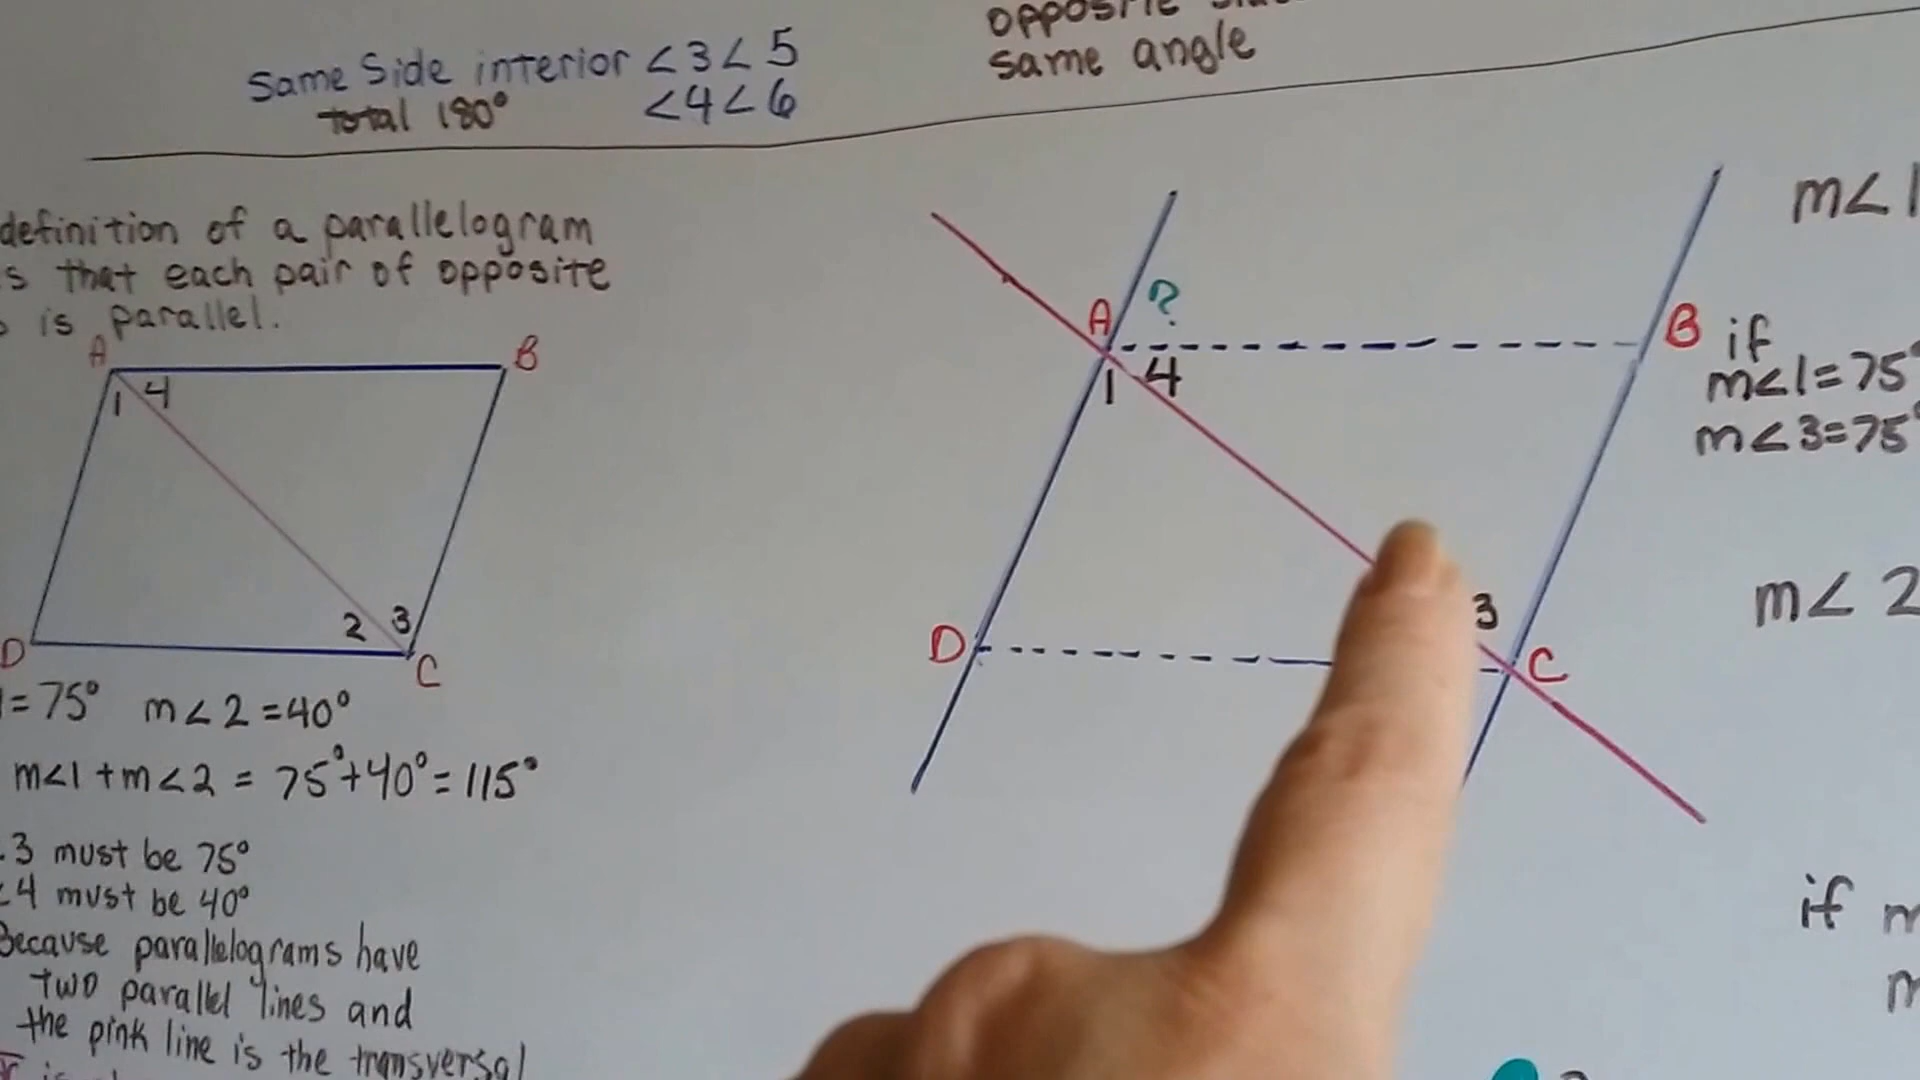 same side interior <3<5
total 180° <4<6
opposite
same angle
definition of a parallelogram
s that each pair of opposite
is parallel.
A
B
1 4
2 3
D
C
= 75° m<2 = 40°
m<1 + m<2 = 75° + 40° = 115°
3 must be 75°
<4 must be 40°
Because parallelograms have
two parallel lines and
the pink line is the transversal
A ?
B
1 4
D
3
C
m<1
if
m<1=75°
m<3=75°
m<2
if m